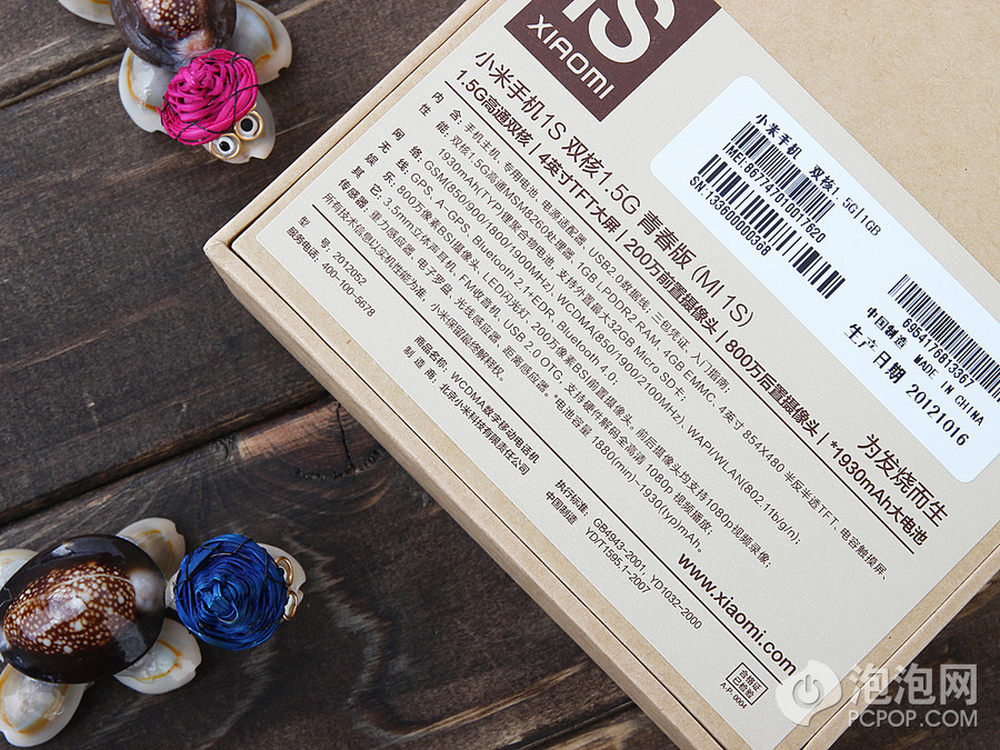 1S
XIAOMI
小米手机1S 双核1.5G 青春版 (MI 1S)
1.5G高通双核 | 4英寸TFT大屏 | 200万前置摄像头 | 800万后置摄像头 | *1930mAh大电池
内 含: 手机主机, 专用电池, 电源适配器, USB2.0数据线; 三包凭证, 入门指南;
性 能: 双核1.5G高通MSM8260处理器, 1GB LPDDR2 RAM, 4GB EMMC, 4英寸 854X480 半反半透TFT、电容触摸屏,
1930mAh(TYP)锂聚合物电池, 支持外置最大32GB Micro SD卡;
网 络: GSM(850/900/1800/1900MHz), WCDMA(850/1900/2100MHz), WAPI/WLAN(802.11b/g/n);
无 线: GPS, A-GPS, Bluetooth 2.1+EDR, Bluetooth 4.0;
娱 乐: 800万像素BSI摄像头, LED闪光灯, 200万像素BSI前置摄像头。前后摄像头均支持1080p视频录像;
其 它: 3.5mm立体声耳机, FM收音机, USB 2.0 OTG, 支持硬件解码全高清 1080p 视频播放;
传感器: 重力感应器, 电子罗盘, 光线感应器, 距离感应器。*电池容量 1880(min)~1930(typ)mAh。
所有技术信息以实机性能为准, 小米保留最终解释权。
型 号: 2012052
服务电话: 400-100-5678
商品名称: WCDMA数字移动电话机
制 造 商: 北京小米科技有限责任公司
执行标准: GB4943-2001, YD1032-2000
中国制造 YD/T1595.1-2007
为发烧而生
www.xiaomi.com
合格证
已检验
A-P-0004
小米手机 双核1.5G|1GB
IMEI:867747010017620
SN:133600000368
6954176813367
中国制造 MADE IN CHINA
生产日期 20121016
泡泡网
PCPOP.COM